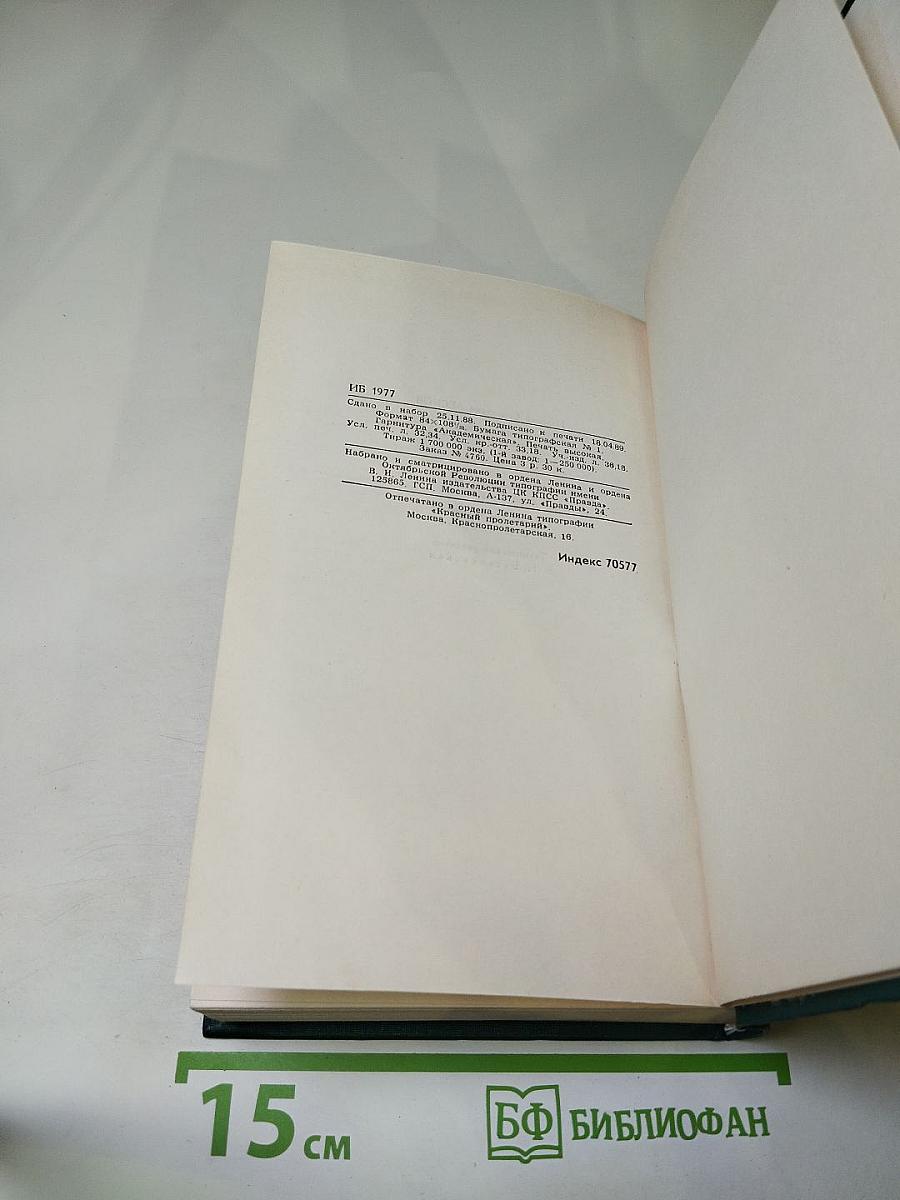 ИБ 1977
Сдано в набор 25.11.88. Подписано к печати 18.04.89.
Формат 84×108¹/₃₂. Бумага типографская № 1.
Гарнитура «Академическая». Печать высокая.
Усл. печ. л. 32,34. Усл. кр.-отт. 33,18. Уч. изд. л. 36,18.
Тираж 1 700 000 экз. (1-й завод: 1—250 000).
Заказ № 4760. Цена 3 р. 30 к.
Набрано и сматрицировано в ордена Ленина и ордена
Октябрьской Революции типографии имени
В. И. Ленина издательства ЦК КПСС «Правда».
125865. ГСП. Москва, А-137, ул. «Правды», 24.
Отпечатано в ордена Ленина типографии
«Красный пролетарий».
Москва, Краснопролетарская, 16.
Индекс 70577
15 см
БФ БИБЛИОФАН